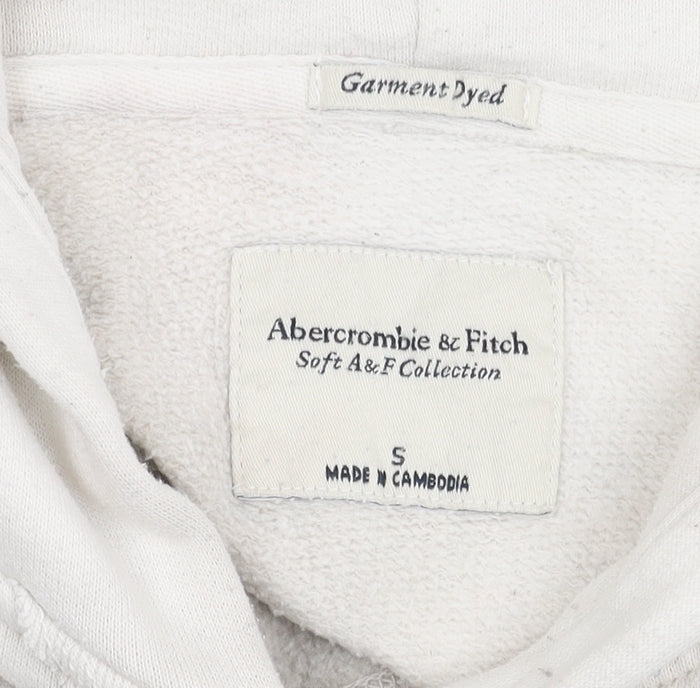 Garment Dyed
Abercrombie & Fitch
Soft A&F Collection
S
MADE IN CAMBODIA